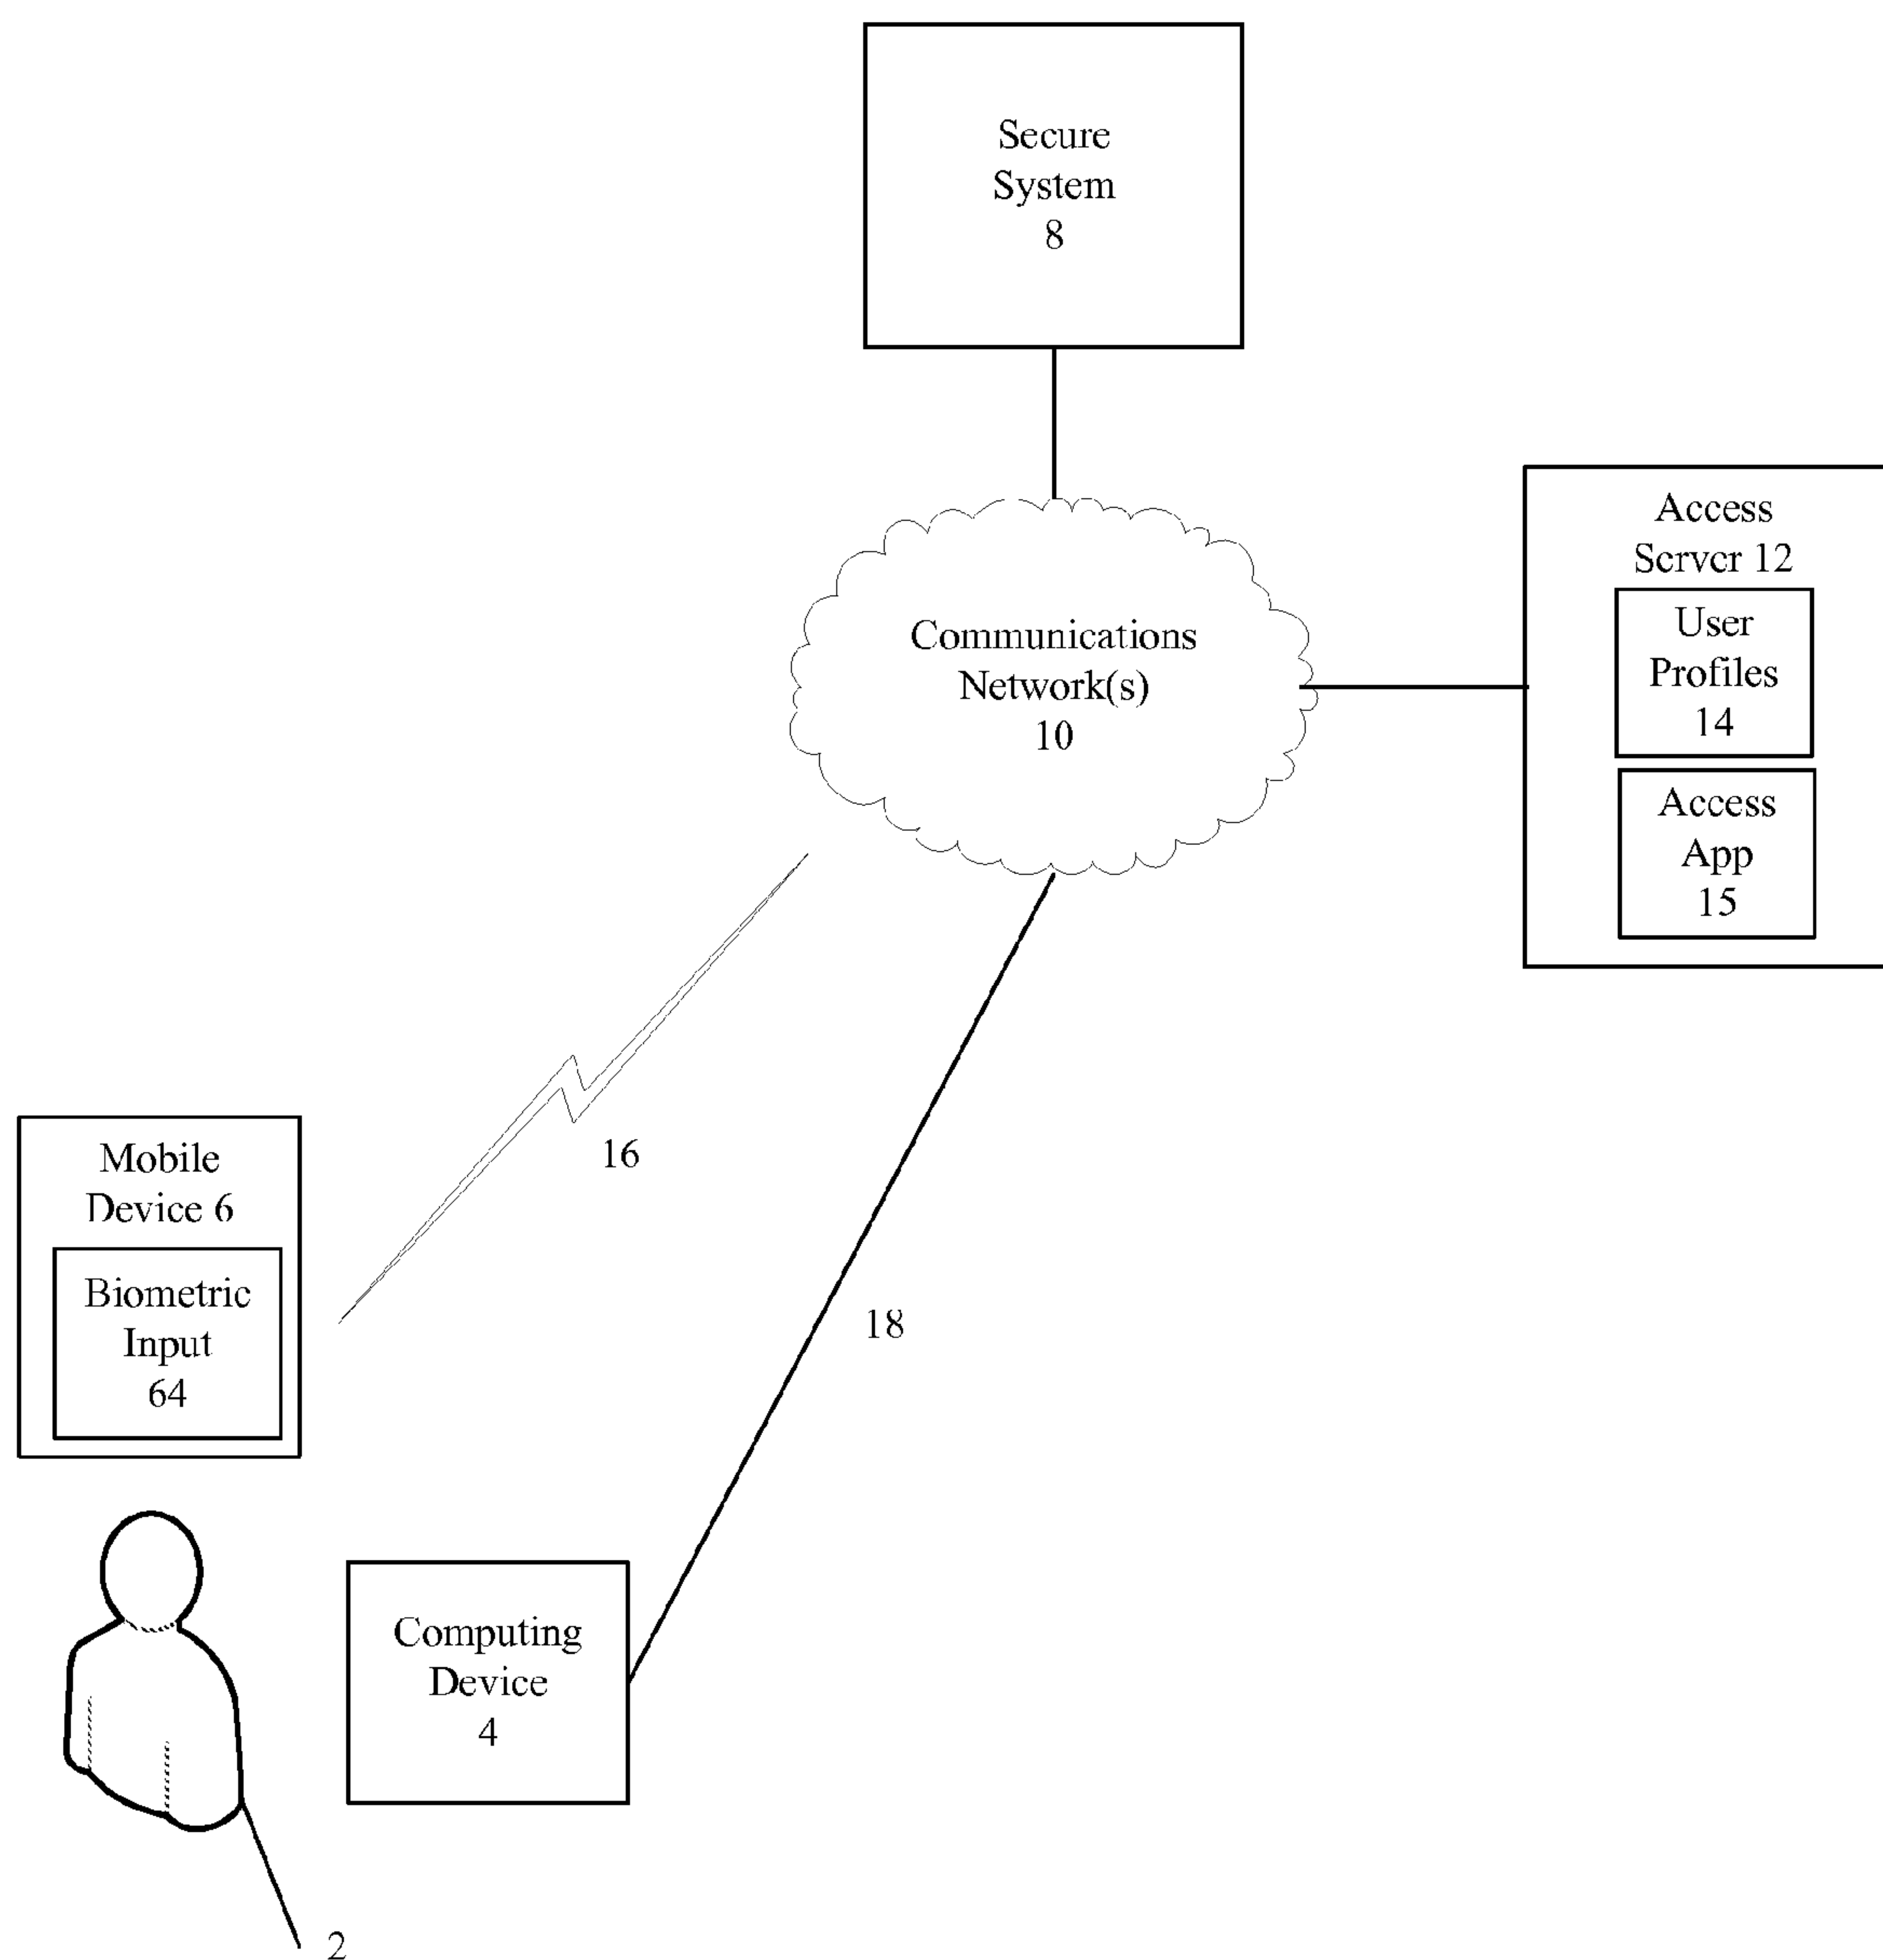 Secure
System
8
Communications
Network(s)
10
Access
Server 12
User
Profiles
14
Access
App
15
16
18
Mobile
Device 6
Biometric
Input
64
Computing
Device
4
2